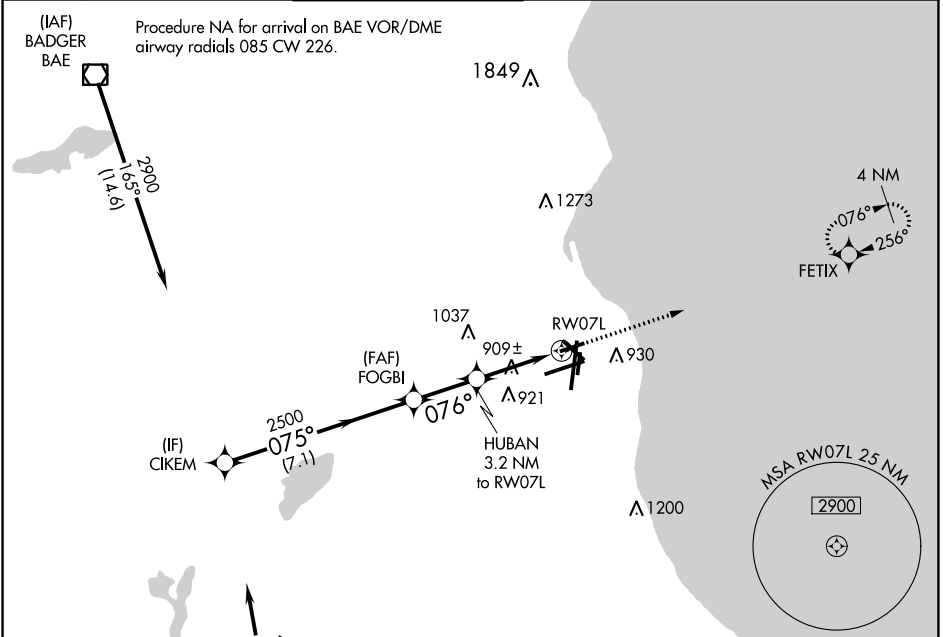 (IAF)
BADGER
BAE
Procedure NA for arrival on BAE VOR/DME
airway radials 085 CW 226.
1849
2900
165°
(14.6)
1273
4 NM
076°
256°
FETIX
1037
RW07L
909±
930
(FAF)
FOGBI
921
076°
2500
075°
(7.1)
(IF)
CIKEM
HUBAN
3.2 NM
to RW07L
1200
MSA RW07L 25 NM
2900